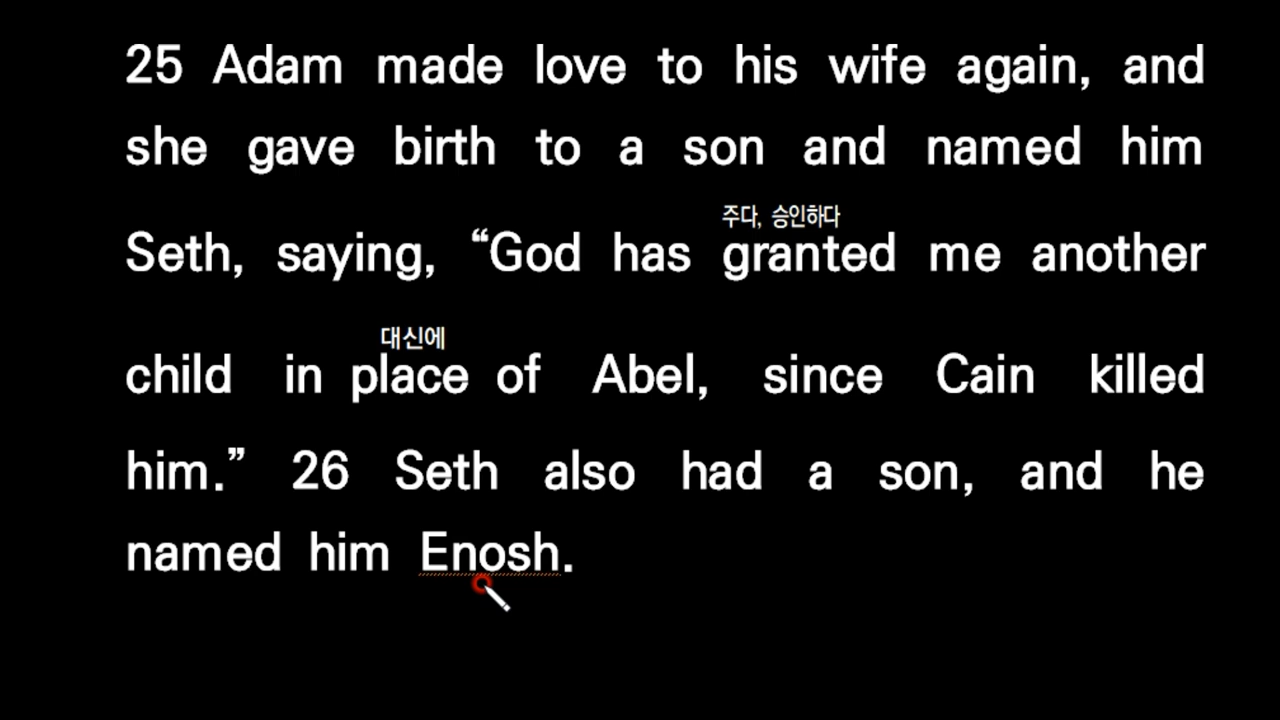 25 Adam made love to his wife again, and
she gave birth to a son and named him
주다, 승인하다
Seth, saying, “God has granted me another
대신에
child in place of Abel, since Cain killed
him.” 26 Seth also had a son, and he
named him Enosh.